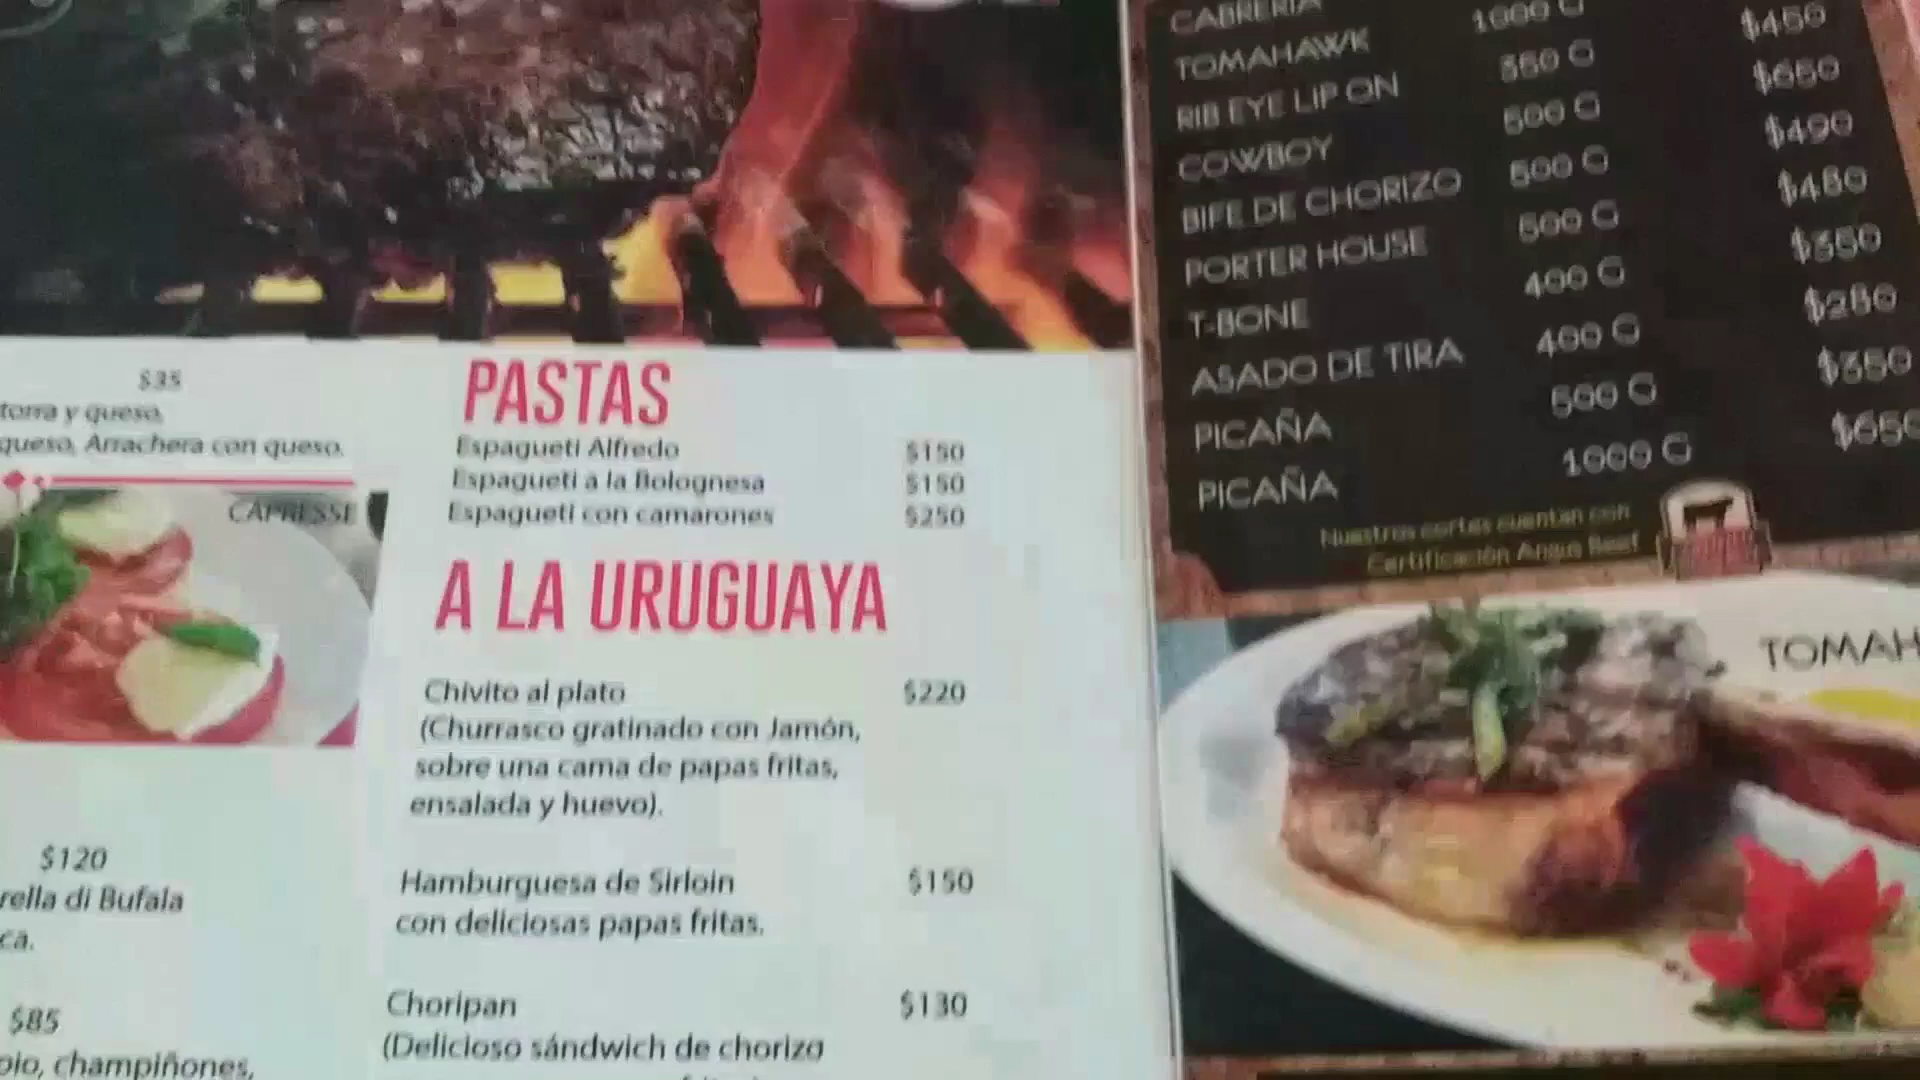 $35
torra y queso,
queso, Arrachera con queso.
CAPRESSE
$120
rella di Bufala
ca.
$85
pio, champiñones,
PASTAS
Espagueti Alfredo $150
Espagueti a la Bolognesa $150
Espagueti con camarones $250
A LA URUGUAYA
Chivito al plato $220
(Churrasco gratinado con Jamón,
sobre una cama de papas fritas,
ensalada y huevo).
Hamburguesa de Sirloin $150
con deliciosas papas fritas.
Choripan $130
(Delicioso sándwich de chorizo
CABRERIA
TOMAHAWK 1000 G $450
RIB EYE LIP ON 350 G $650
COWBOY 500 G $490
BIFE DE CHORIZO 500 G $480
PORTER HOUSE 500 G $350
T-BONE 400 G $280
ASADO DE TIRA 400 G $350
PICAÑA 500 G $650
PICAÑA 1000 G
Nuestros cortes cuentan con
Certificación Angus Beef
TOMAH